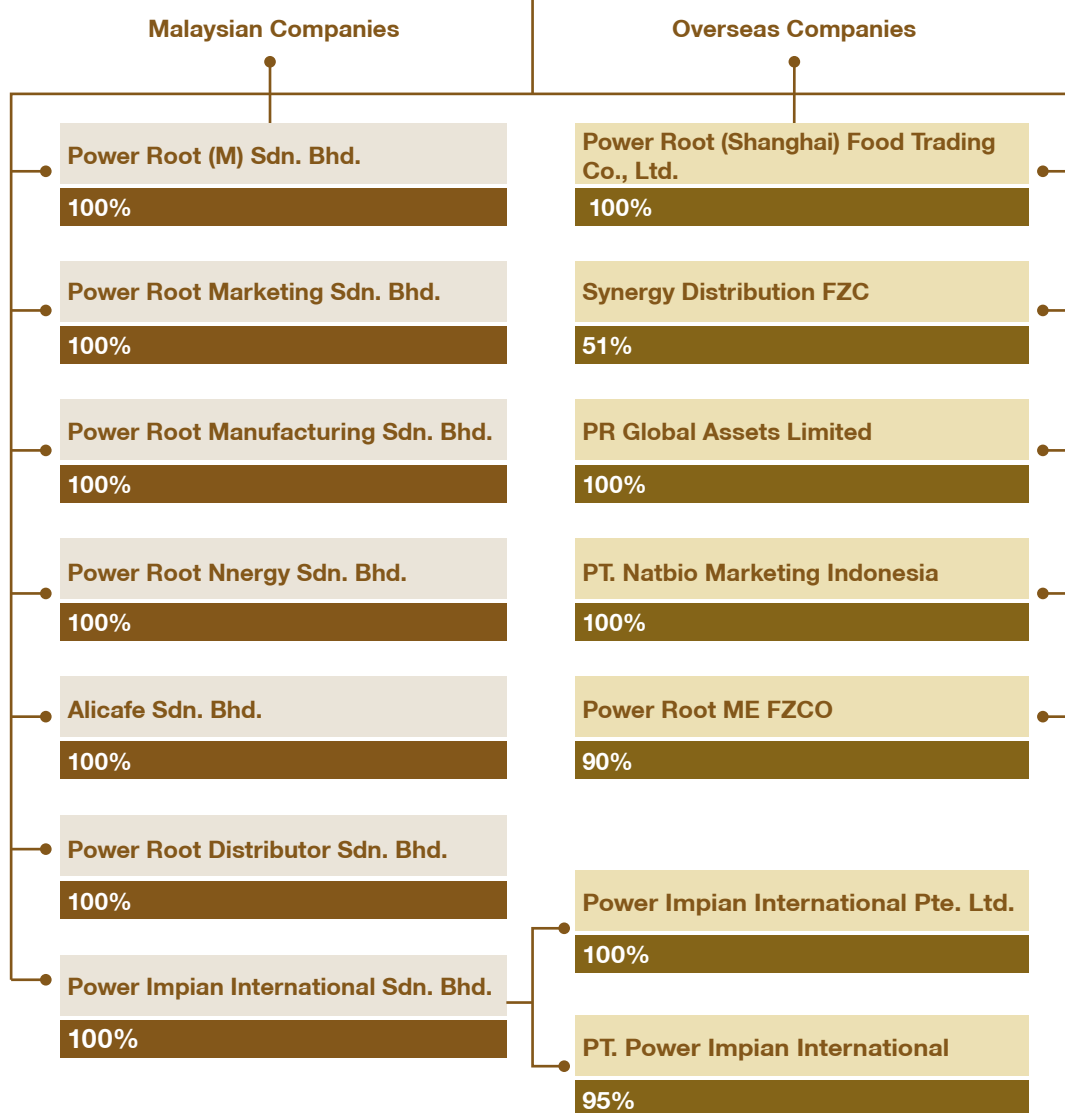 Malaysian Companies
Power Root (M) Sdn. Bhd.
100%
Power Root Marketing Sdn. Bhd.
100%
Power Root Manufacturing Sdn. Bhd.
100%
Power Root Nnergy Sdn. Bhd.
100%
Alicafe Sdn. Bhd.
100%
Power Root Distributor Sdn. Bhd.
100%
Power Impian International Sdn. Bhd.
100%
Overseas Companies
Power Root (Shanghai) Food Trading
Co., Ltd.
100%
Synergy Distribution FZC
51%
PR Global Assets Limited
100%
PT. Natbio Marketing Indonesia
100%
Power Root ME FZCO
90%
Power Impian International Pte. Ltd.
100%
PT. Power Impian International
95%